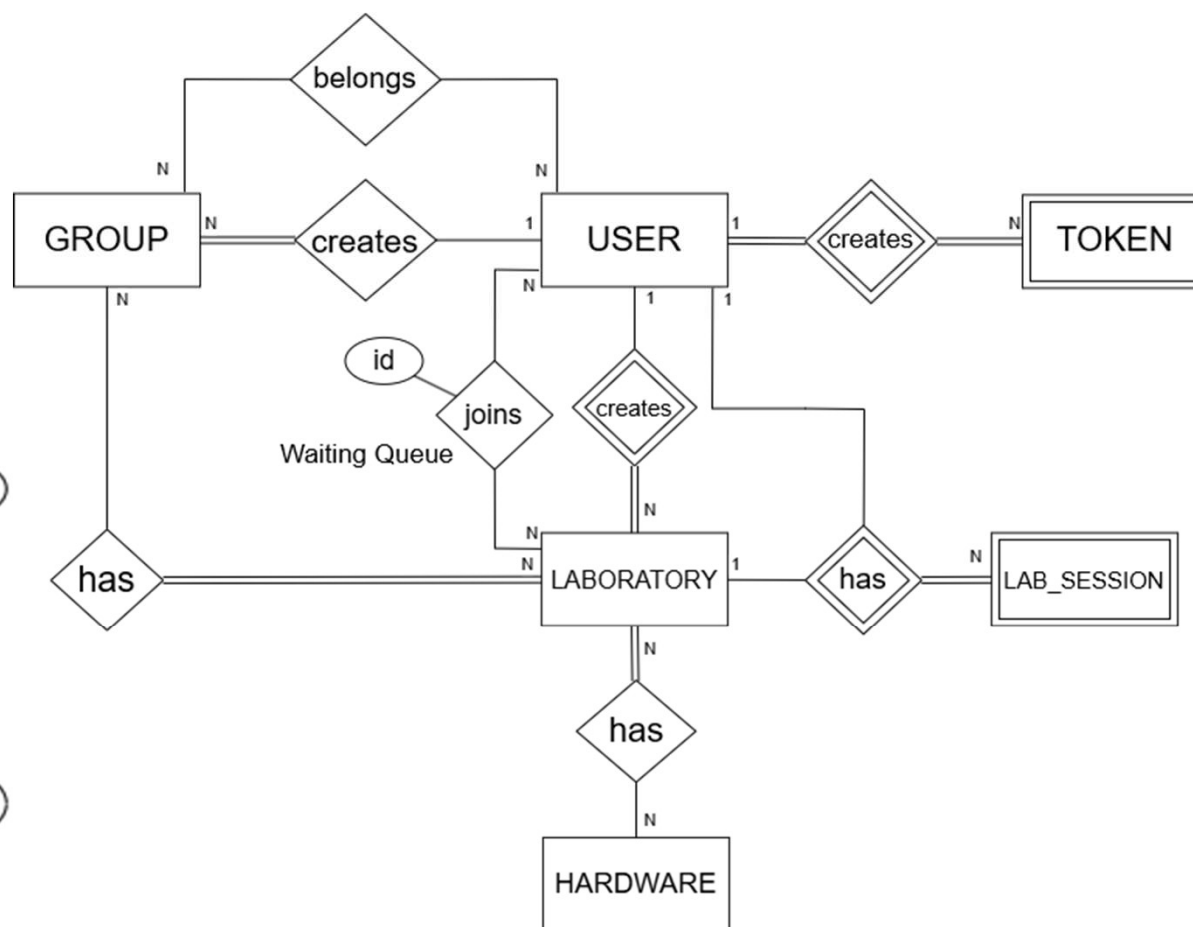 belongs
N
N
GROUP
N
creates
1
USER
1
creates
N
TOKEN
N
N
1
1
id
joins
creates
Waiting Queue
N
N
N
has
LABORATORY
1
has
N
LAB_SESSION
N
has
N
HARDWARE